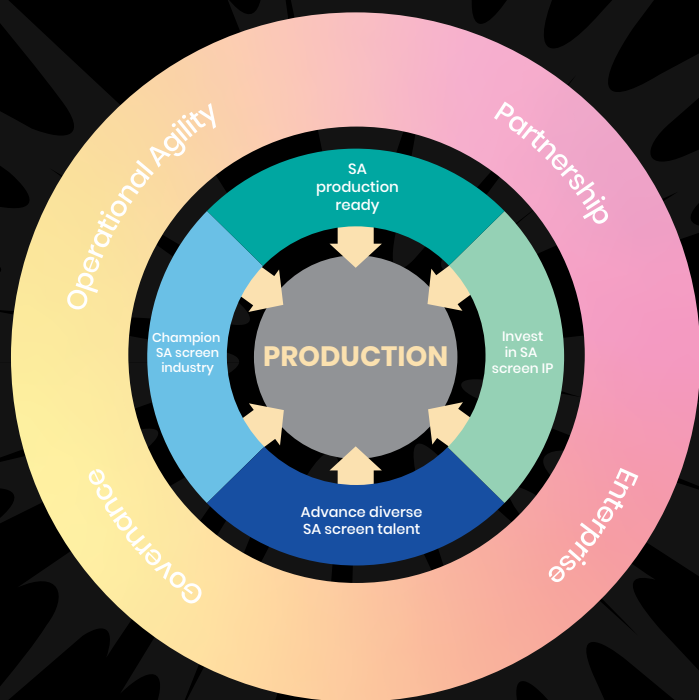 Operational Agility
Partnership
SA
production
ready
Champion
SA screen
industry
PRODUCTION
Invest
in SA
screen IP
Advance diverse
SA screen talent
Governance
Enterprise